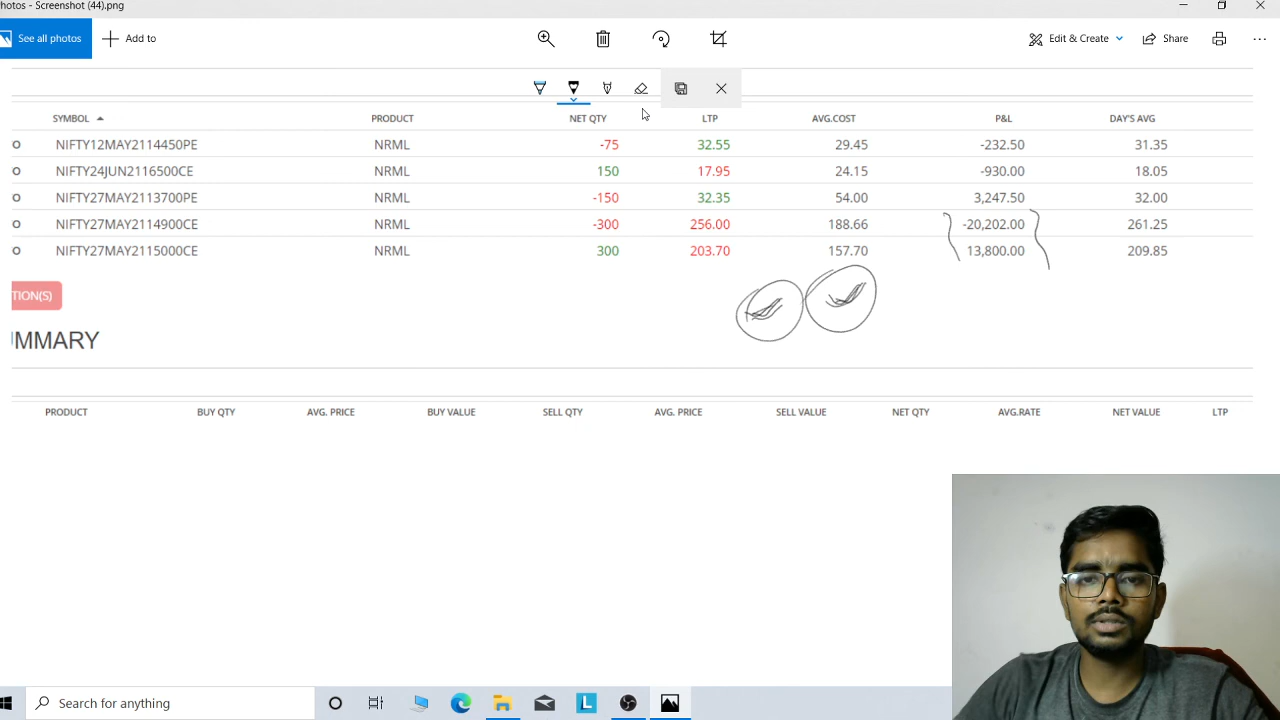 hotos - Screenshot (44).png
See all photos Add to Edit & Create Share
SYMBOL PRODUCT NET QTY LTP AVG.COST P&L DAY'S AVG
O NIFTY12MAY2114450PE NRML -75 32.55 29.45 -232.50 31.35
O NIFTY24JUN2116500CE NRML 150 17.95 24.15 -930.00 18.05
O NIFTY27MAY2113700PE NRML -150 32.35 54.00 3,247.50 32.00
O NIFTY27MAY2114900CE NRML -300 256.00 188.66 -20,202.00 261.25
O NIFTY27MAY2115000CE NRML 300 203.70 157.70 13,800.00 209.85
TION(S)
UMMARY
PRODUCT BUY QTY AVG. PRICE BUY VALUE SELL QTY AVG. PRICE SELL VALUE NET QTY AVG.RATE NET VALUE LTP
Search for anything
L